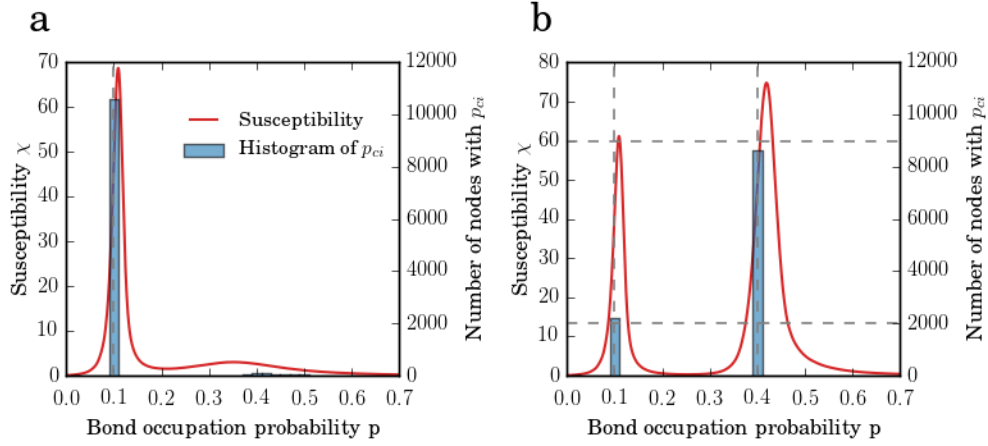 a
70
60
50
40
30
20
10
0
Susceptibility χ
12000
10000
8000
6000
4000
2000
0
Number of nodes with p_ci
Susceptibility
Histogram of p_ci
0.0 0.1 0.2 0.3 0.4 0.5 0.6 0.7
Bond occupation probability p
b
80
70
60
50
40
30
20
10
0
Susceptibility χ
12000
10000
8000
6000
4000
2000
0
Number of nodes with p_ci
0.0 0.1 0.2 0.3 0.4 0.5 0.6 0.7
Bond occupation probability p